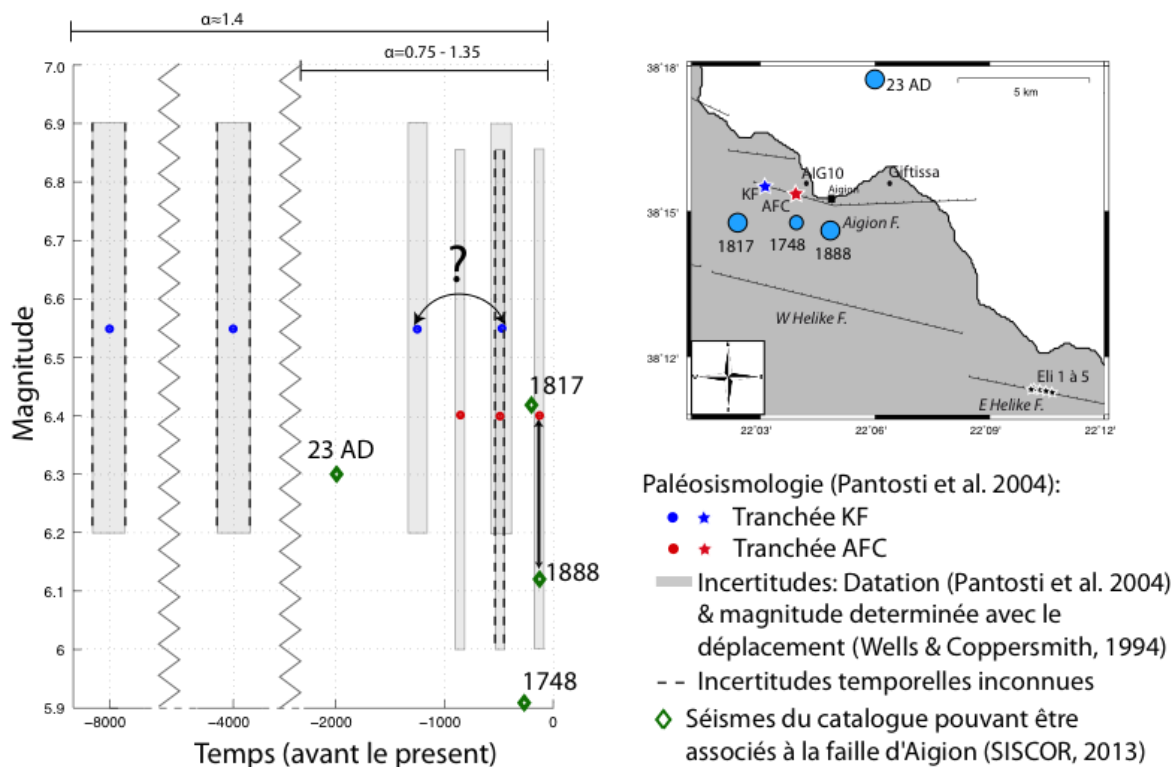 α≈1.4
α=0.75 - 1.35
7.0
6.9
6.8
6.7
6.6
6.5
6.4
6.3
6.2
6.1
6
5.9
Magnitude
?
1817
23 AD
1888
1748
−8000
−4000
−2000
−1000
0
Temps (avant le present)
38˚18'
38˚15'
38˚12'
23 AD
5 km
AIG10
Giftissa
KF
Aigion
AFC
Aigion F.
1817
1748
1888
W Helike F.
Eli 1 à 5
E Helike F.
22˚03'
22˚06'
22˚09'
22˚12'
Paléosismologie (Pantosti et al. 2004):
Tranchée KF
Tranchée AFC
Incertitudes: Datation (Pantosti et al. 2004)
& magnitude determinée avec le
déplacement (Wells & Coppersmith, 1994)
Incertitudes temporelles inconnues
Séismes du catalogue pouvant être
associés à la faille d'Aigion (SISCOR, 2013)